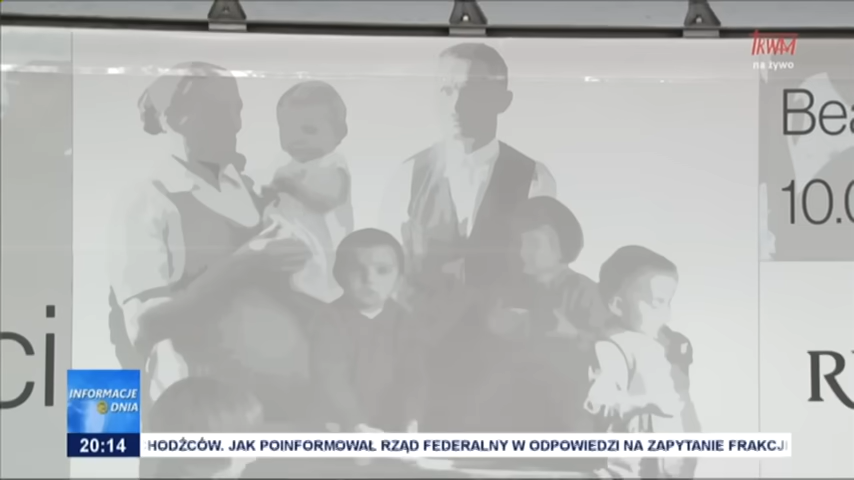 TRWAM
na żywo
Bea
10.0
ci
R
INFORMACJE
DNIA
20:14
HODŹCÓW. JAK POINFORMOWAŁ RZĄD FEDERALNY W ODPOWIEDZI NA ZAPYTANIE FRAKCJI